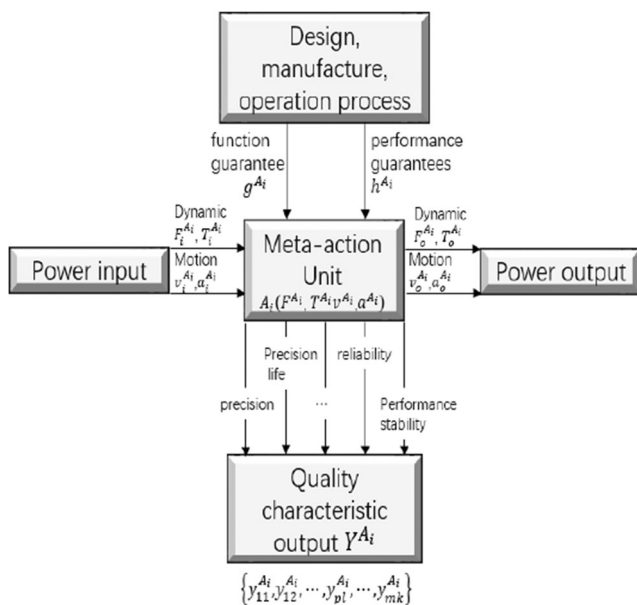 Design,
manufacture,
operation process
function
guarantee
g^{A_i}
performance
guarantees
h^{A_i}
Dynamic
F_i^{A_i}, T_i^{A_i}
Motion
v_i^{A_i}, a_i^{A_i}
Power input
Meta-action
Unit
A_i(F^{A_i}, T^{A_i}v^{A_i}, a^{A_i})
Dynamic
F_o^{A_i}, T_o^{A_i}
Motion
v_o^{A_i}, a_o^{A_i}
Power output
Precision
life
reliability
precision
...
Performance
stability
Quality
characteristic
output Y^{A_i}
{y_{11}^{A_i}, y_{12}^{A_i}, ..., y_{pl}^{A_i}, ..., y_{mk}^{A_i}}